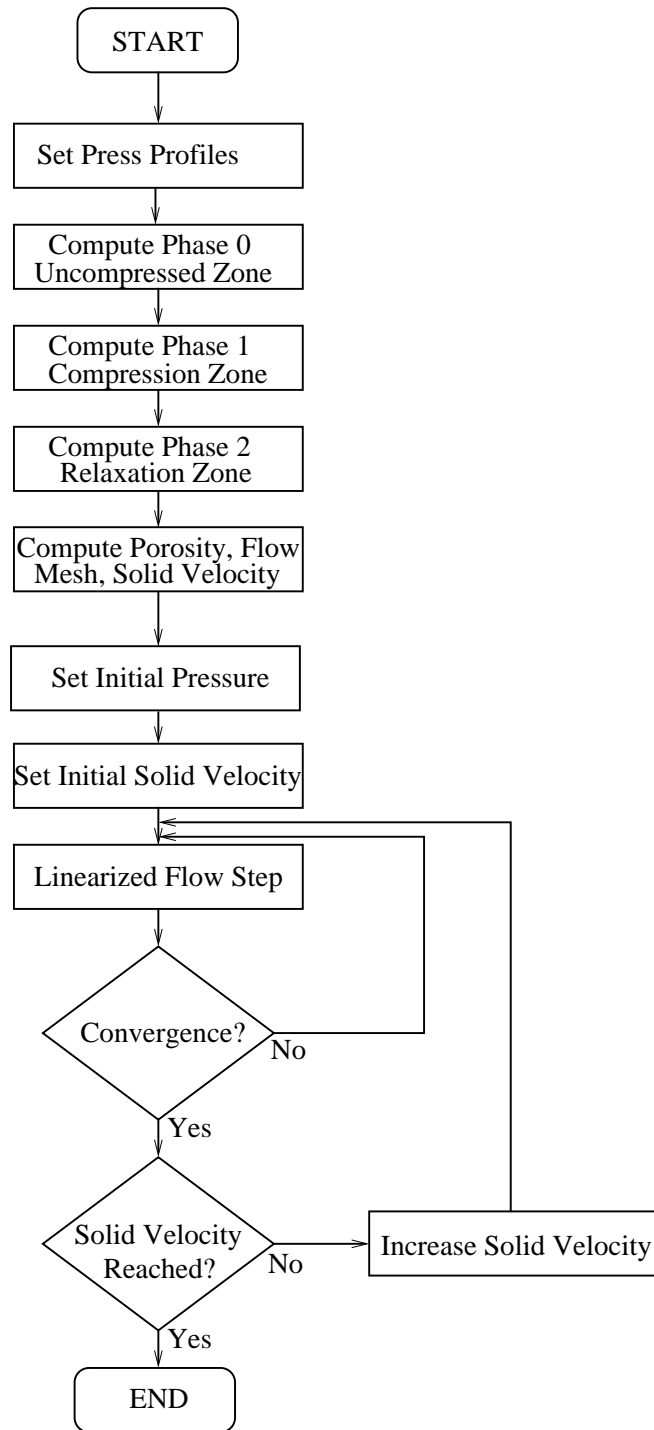 START
Set Press Profiles
Compute Phase 0
Uncompressed Zone
Compute Phase 1
Compression Zone
Compute Phase 2
Relaxation Zone
Compute Porosity, Flow
Mesh, Solid Velocity
Set Initial Pressure
Set Initial Solid Velocity
Linearized Flow Step
Convergence?
No
Yes
Solid Velocity
Reached?
No
Increase Solid Velocity
Yes
END